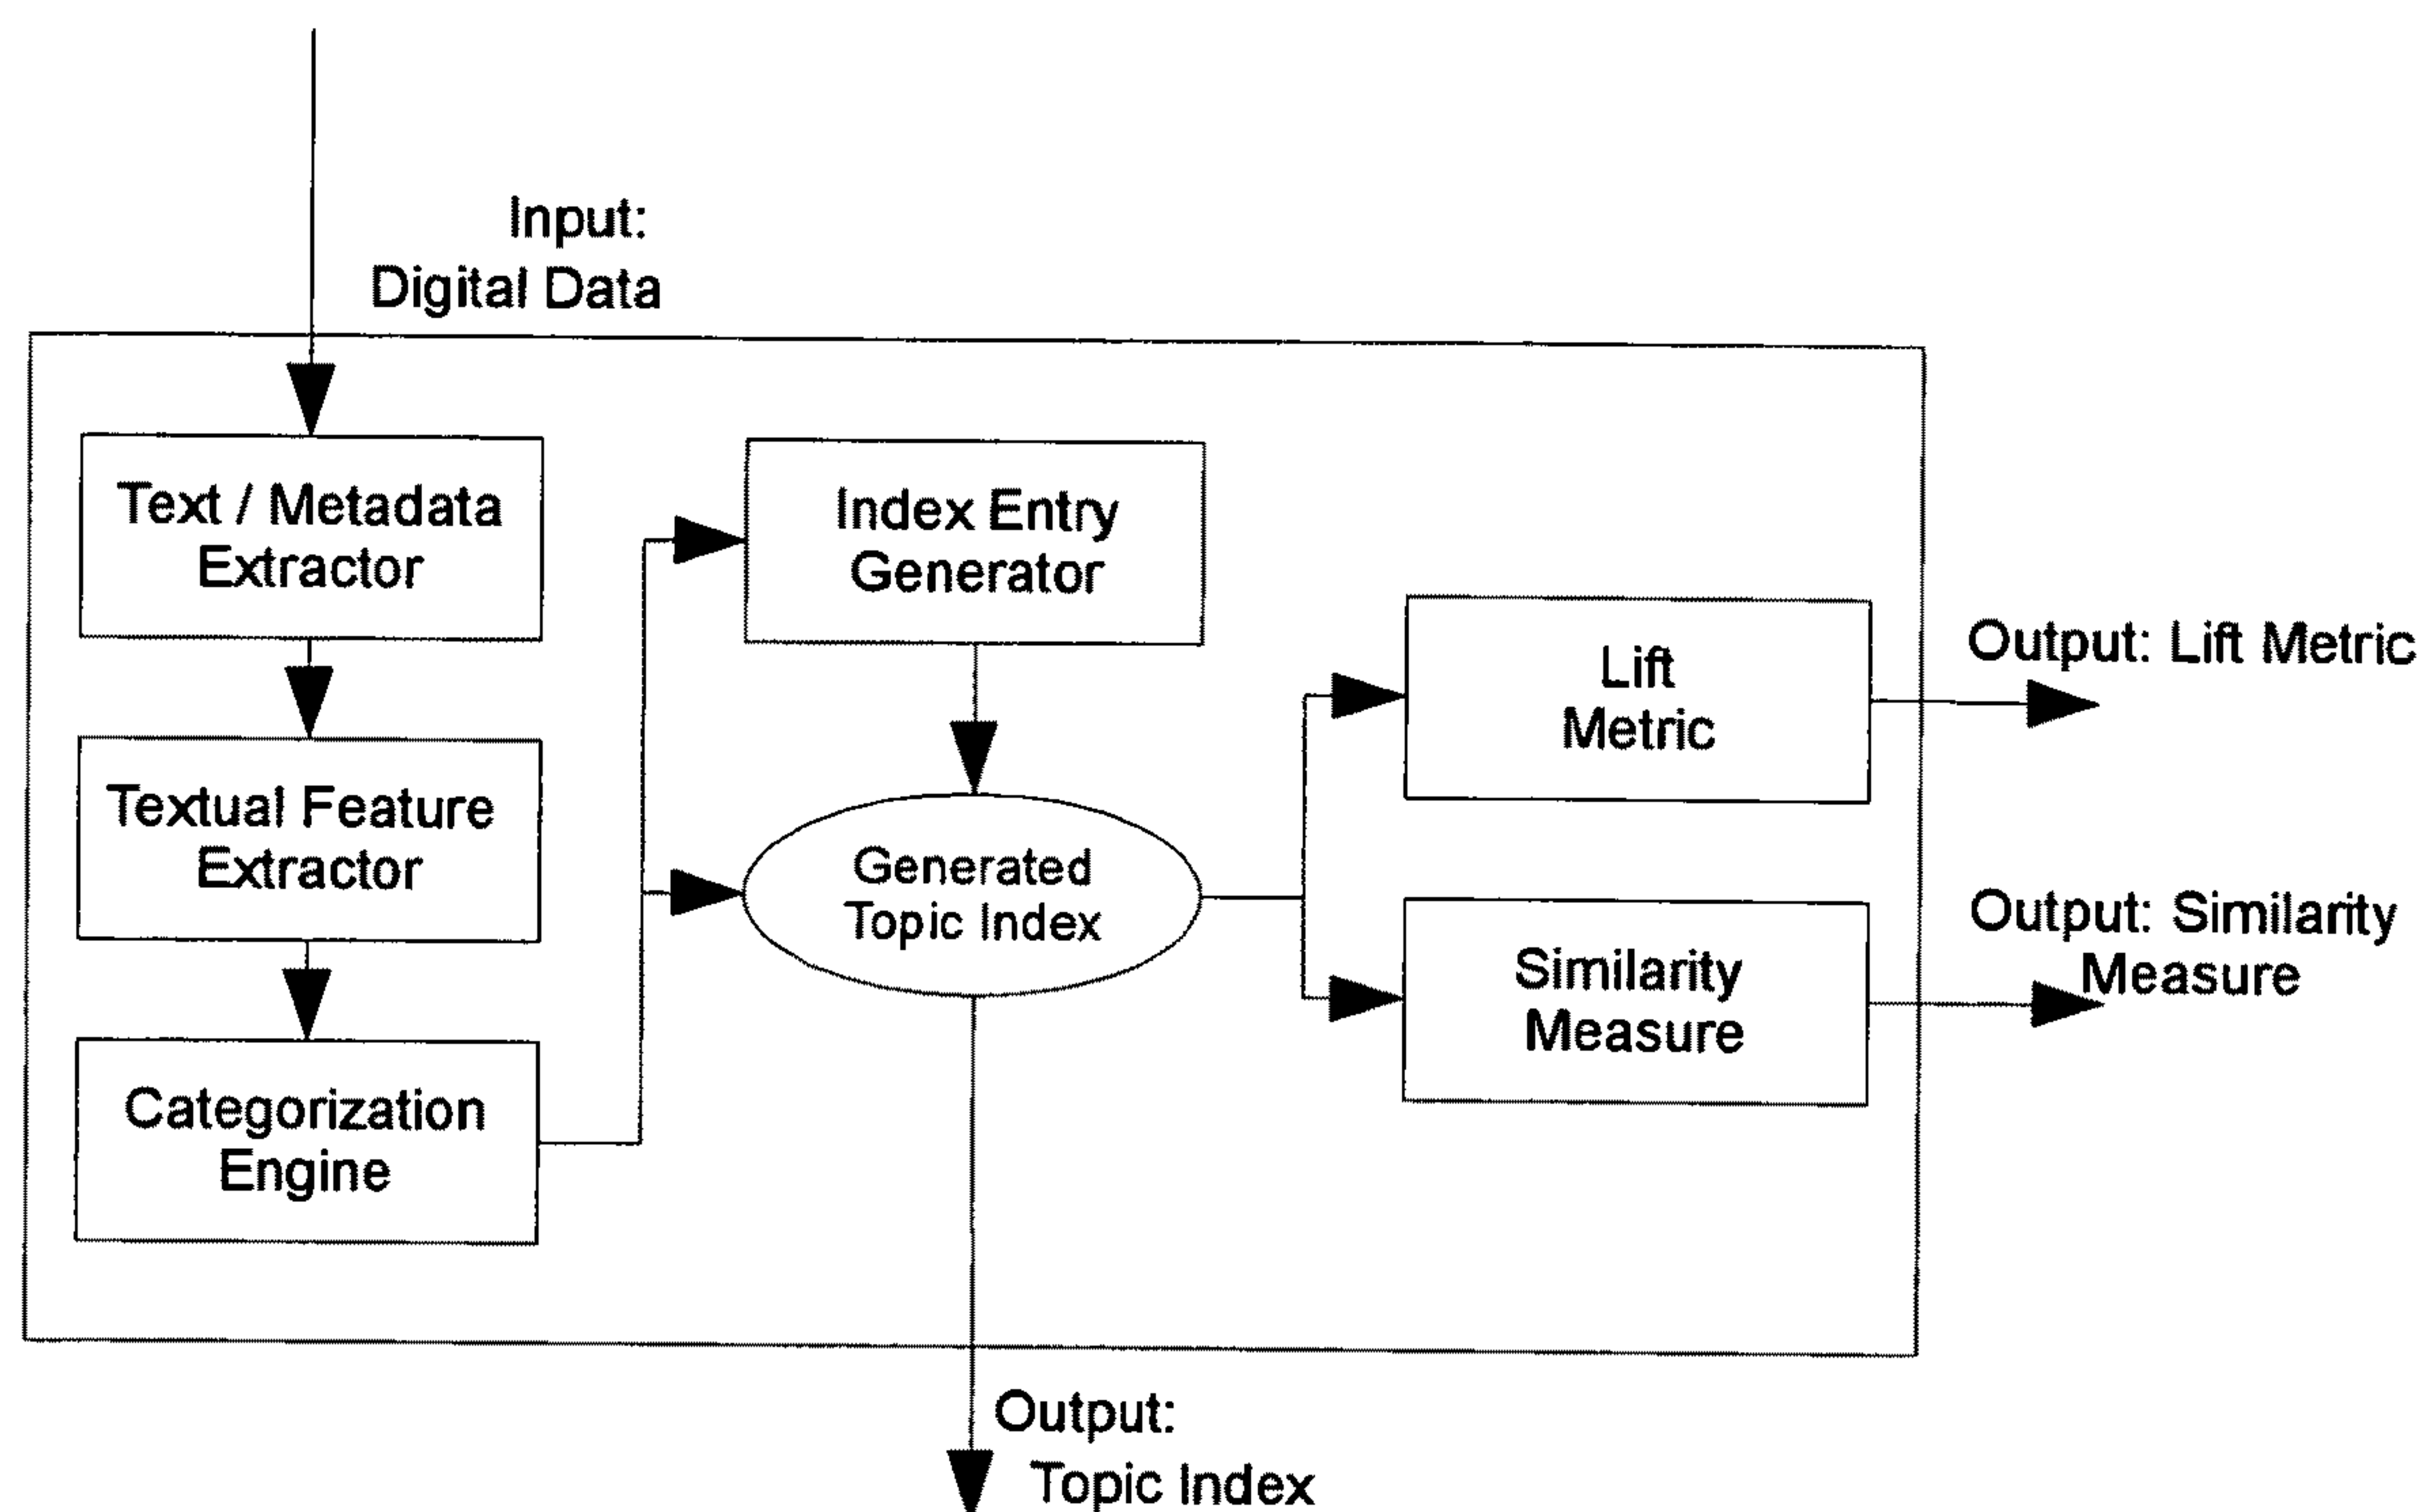 Input:
Digital Data
Text / Metadata
Extractor
Textual Feature
Extractor
Categorization
Engine
Index Entry
Generator
Generated
Topic Index
Lift
Metric
Similarity
Measure
Output: Lift Metric
Output: Similarity
Measure
Output:
Topic Index